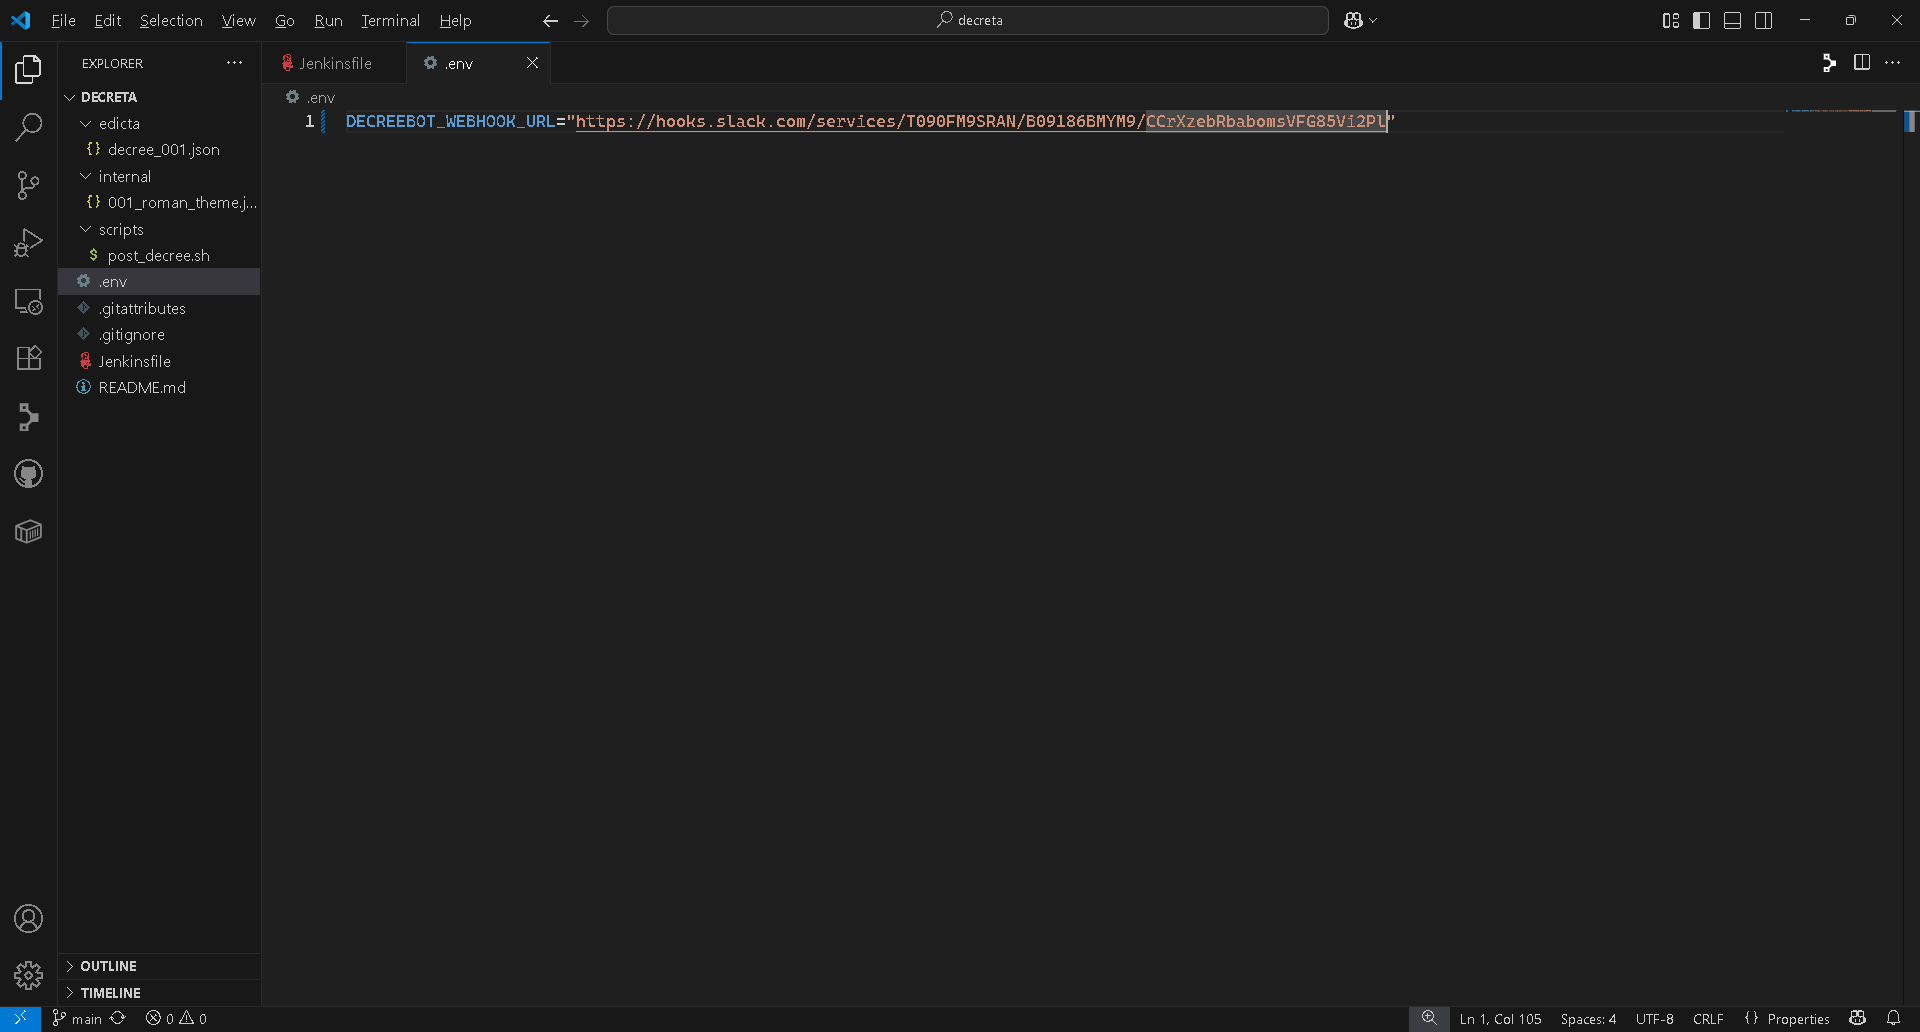 File Edit Selection View Go Run Terminal Help
decreta
EXPLORER
Jenkinsfile
.env
DECRETA
edicta
decree_001.json
internal
001_roman_theme.j...
scripts
post_decree.sh
.env
.gitattributes
.gitignore
Jenkinsfile
README.md
OUTLINE
TIMELINE
.env
1 DECREEBOT_WEBHOOK_URL="https://hooks.slack.com/services/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"
main 0 0 Ln 1, Col 105 Spaces: 4 UTF-8 CRLF {} Properties